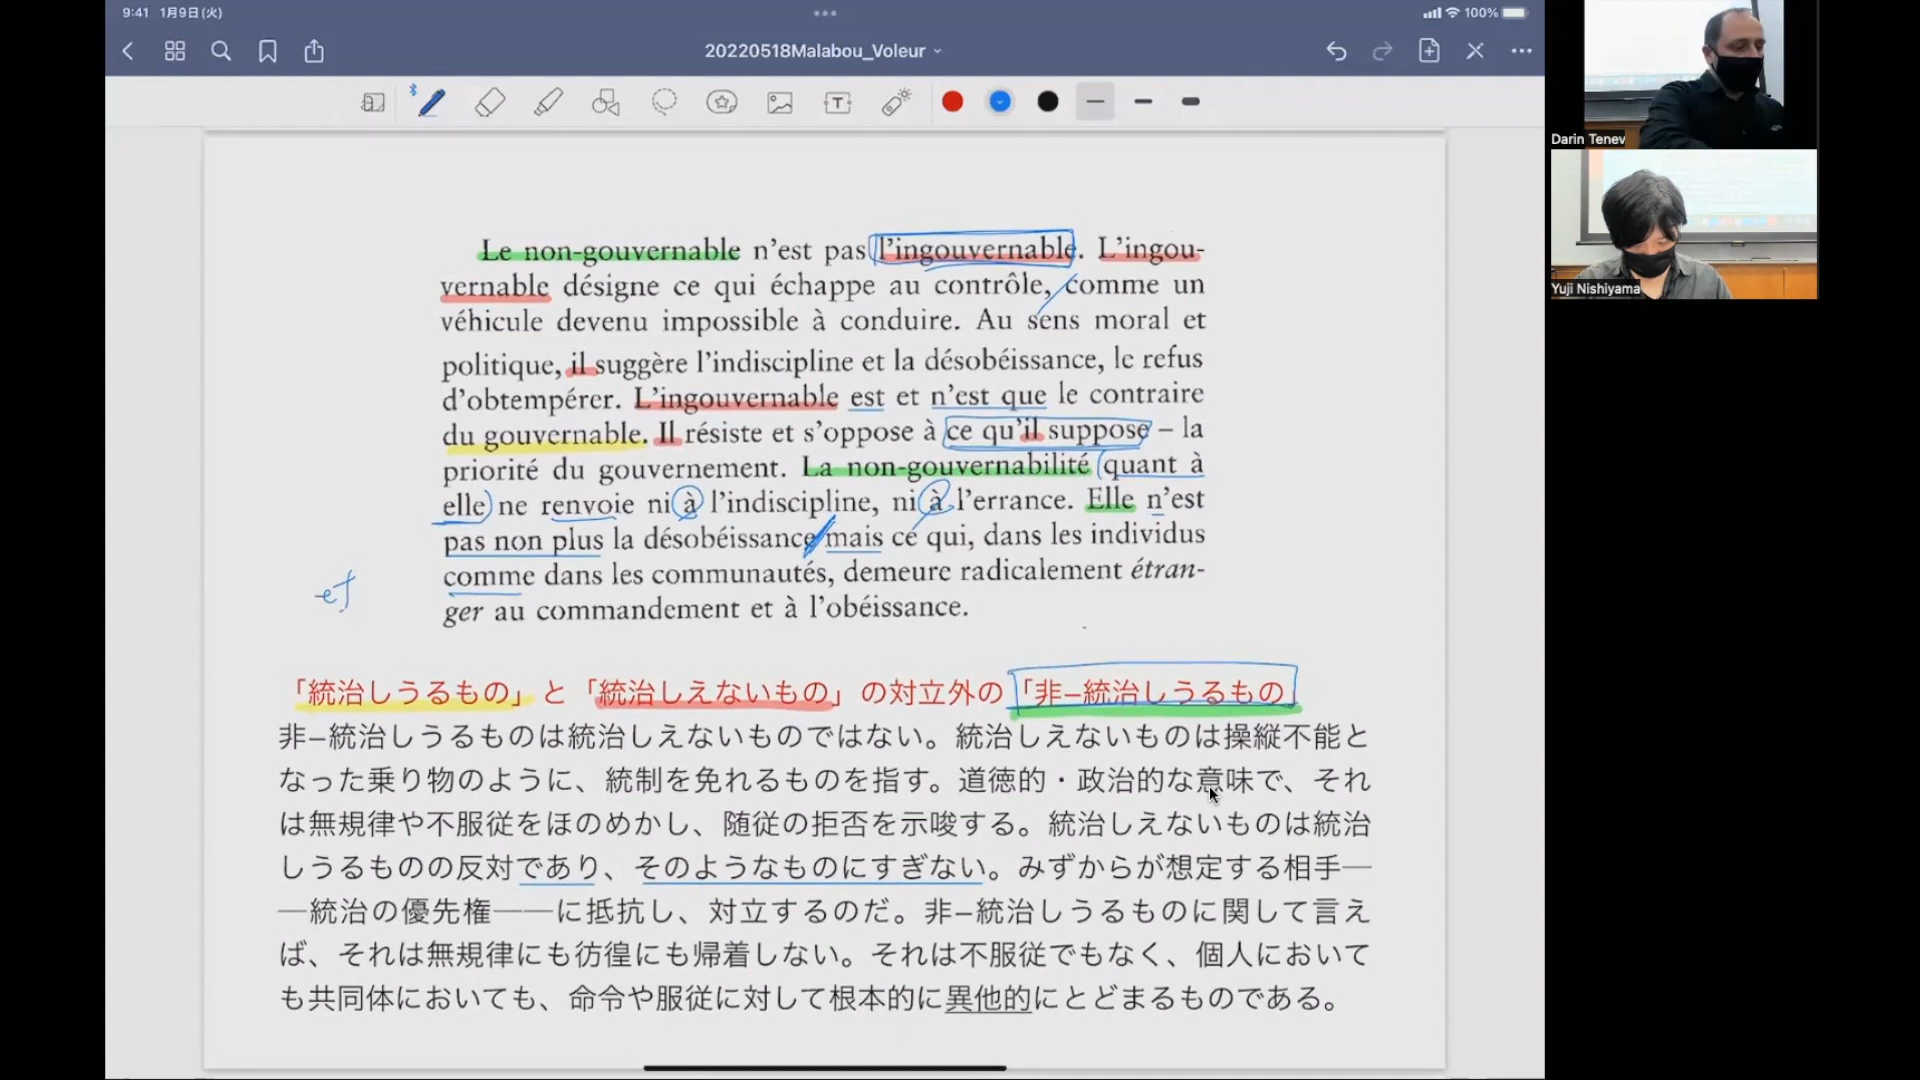 9:41 1月9日(火)
100%
20220518Malabou_Voleur
Darin Tenev
Yuji Nishiyama
Le non-gouvernable n’est pas l’ingouvernable. L’ingou-
vernable désigne ce qui échappe au contrôle, comme un
véhicule devenu impossible à conduire. Au sens moral et
politique, il suggère l’indiscipline et la désobéissance, le refus
d’obtempérer. L’ingouvernable est et n’est que le contraire
du gouvernable. Il résiste et s’oppose à ce qu’il suppose – la
priorité du gouvernement. La non-gouvernabilité quant à
elle ne renvoie ni à l’indiscipline, ni à l’errance. Elle n’est
pas non plus la désobéissance mais ce qui, dans les individus
comme dans les communautés, demeure radicalement étran-
ger au commandement et à l’obéissance.
et
「統治しうるもの」と「統治しえないもの」の対立外の「非–統治しうるもの」
非–統治しうるものは統治しえないものではない。統治しえないものは操縦不能と
なった乗り物のように、統制を免れるものを指す。道徳的・政治的な意味で、それ
は無規律や不服従をほのめかし、随従の拒否を示唆する。統治しえないものは統治
しうるものの反対であり、そのようなものにすぎない。みずからが想定する相手―
―統治の優先権――に抵抗し、対立するのだ。非–統治しうるものに関して言え
ば、それは無規律にも彷徨にも帰着しない。それは不服従でもなく、個人において
も共同体においても、命令や服従に対して根本的に異他的にとどまるものである。